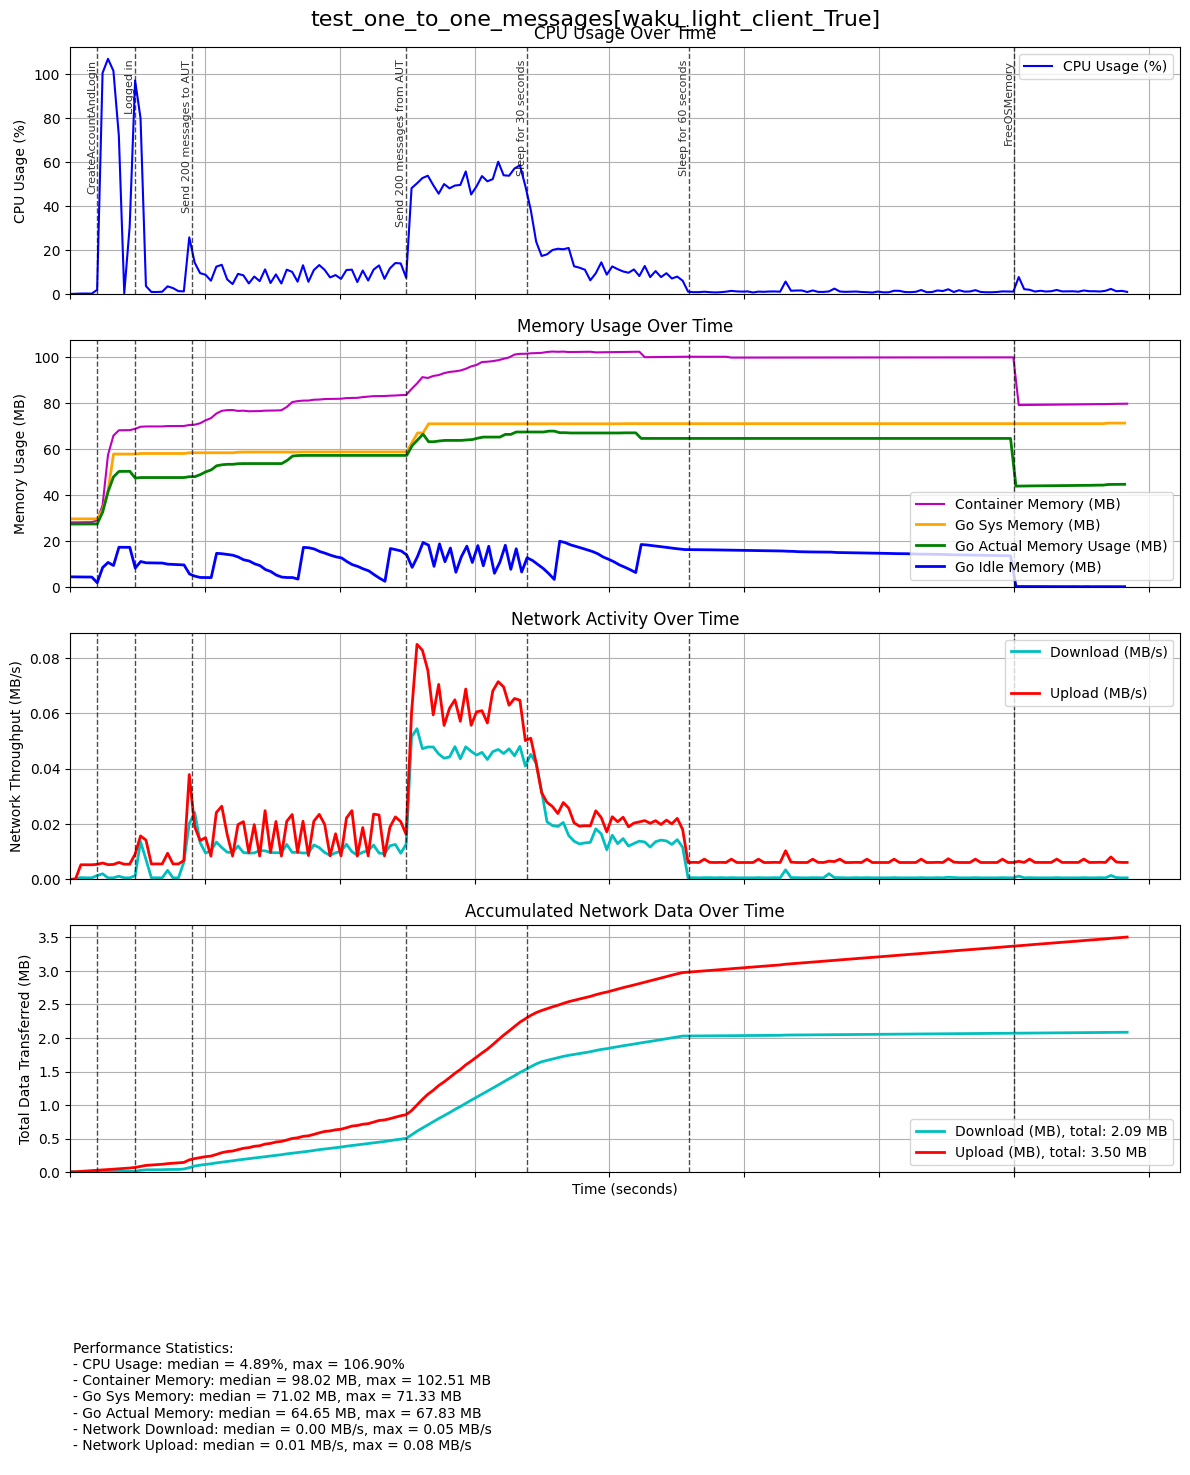 test_one_to_one_messages[waku_light_client_True]
CPU Usage Over Time
CPU Usage (%)
100
80
60
40
20
0
CreateAccountAndLogin
Logged in
Send 200 messages to AUT
Send 200 messages from AUT
Sleep for 30 seconds
Sleep for 60 seconds
FreeOSMemory
CPU Usage (%)
Memory Usage Over Time
Memory Usage (MB)
100
80
60
40
20
0
Container Memory (MB)
Go Sys Memory (MB)
Go Actual Memory Usage (MB)
Go Idle Memory (MB)
Network Activity Over Time
Network Throughput (MB/s)
0.08
0.06
0.04
0.02
0.00
Download (MB/s)
Upload (MB/s)
Accumulated Network Data Over Time
Total Data Transferred (MB)
3.5
3.0
2.5
2.0
1.5
1.0
0.5
0.0
Download (MB), total: 2.09 MB
Upload (MB), total: 3.50 MB
Time (seconds)
Performance Statistics:
- CPU Usage: median = 4.89%, max = 106.90%
- Container Memory: median = 98.02 MB, max = 102.51 MB
- Go Sys Memory: median = 71.02 MB, max = 71.33 MB
- Go Actual Memory: median = 64.65 MB, max = 67.83 MB
- Network Download: median = 0.00 MB/s, max = 0.05 MB/s
- Network Upload: median = 0.01 MB/s, max = 0.08 MB/s